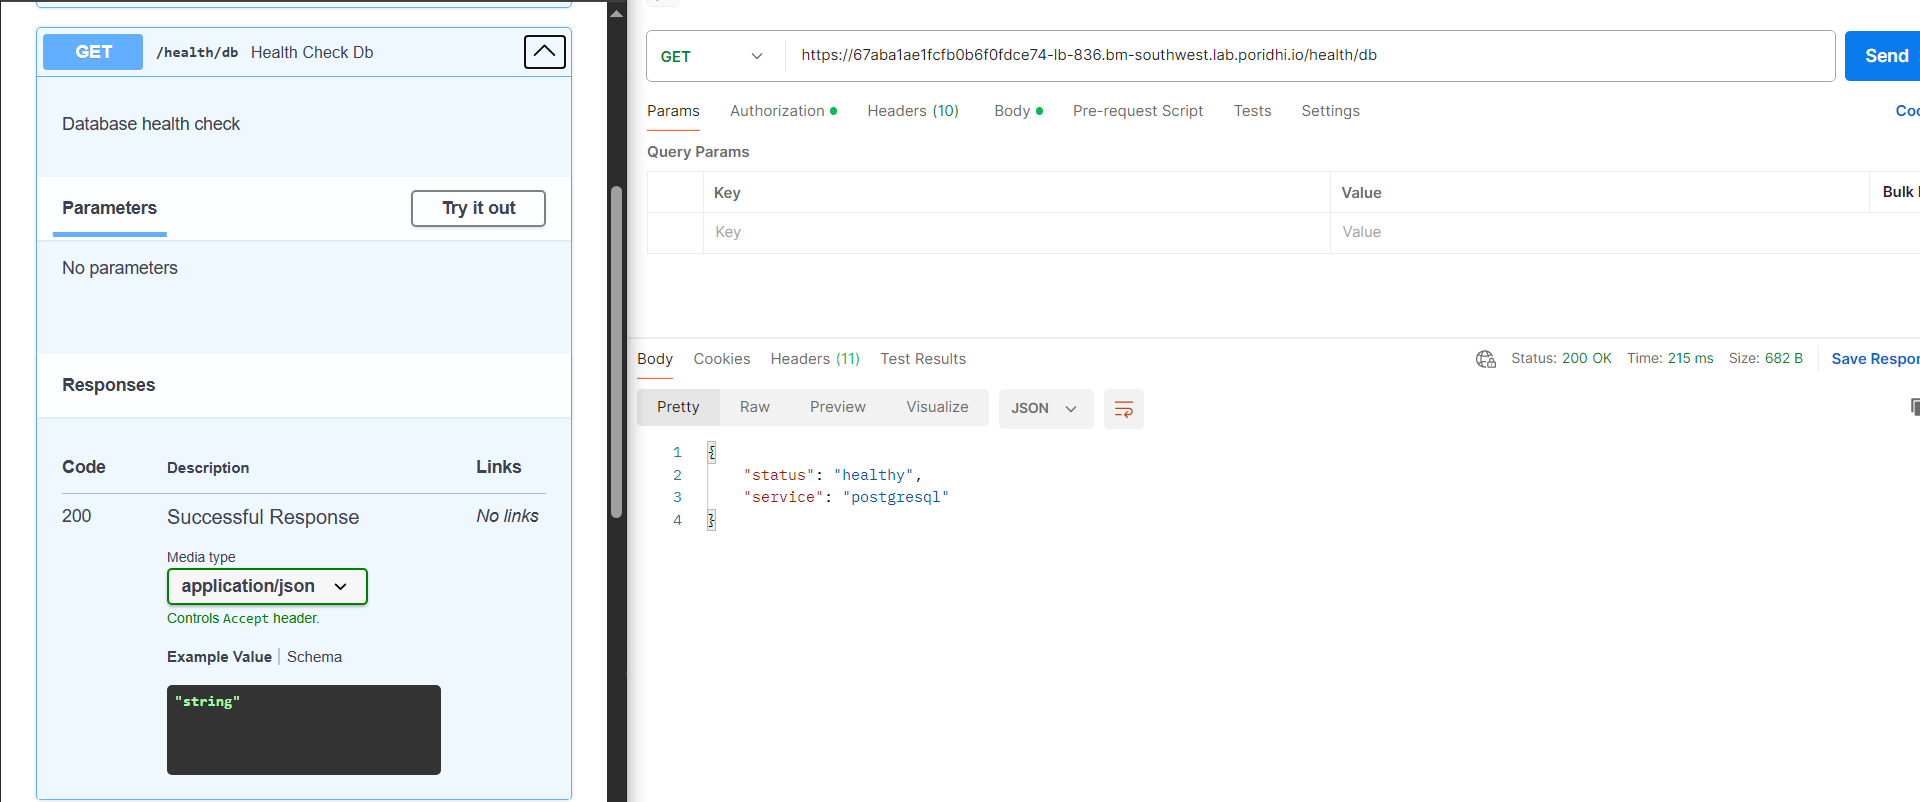 GET /health/db Health Check Db
Database health check
Parameters
Try it out
No parameters
Responses
Code Description Links
200 Successful Response No links
Media type
application/json
Controls Accept header.
Example Value | Schema
"string"
GET https://67aba1ae1fcfb0b6f0fdce74-lb-836.bm-southwest.lab.poridhi.io/health/db Send
Params Authorization Headers (10) Body Pre-request Script Tests Settings
Query Params
Key Value Bulk
Key Value
Body Cookies Headers (11) Test Results Status: 200 OK Time: 215 ms Size: 682 B Save
Pretty Raw Preview Visualize JSON
1 {
2 "status": "healthy",
3 "service": "postgresql"
4 }